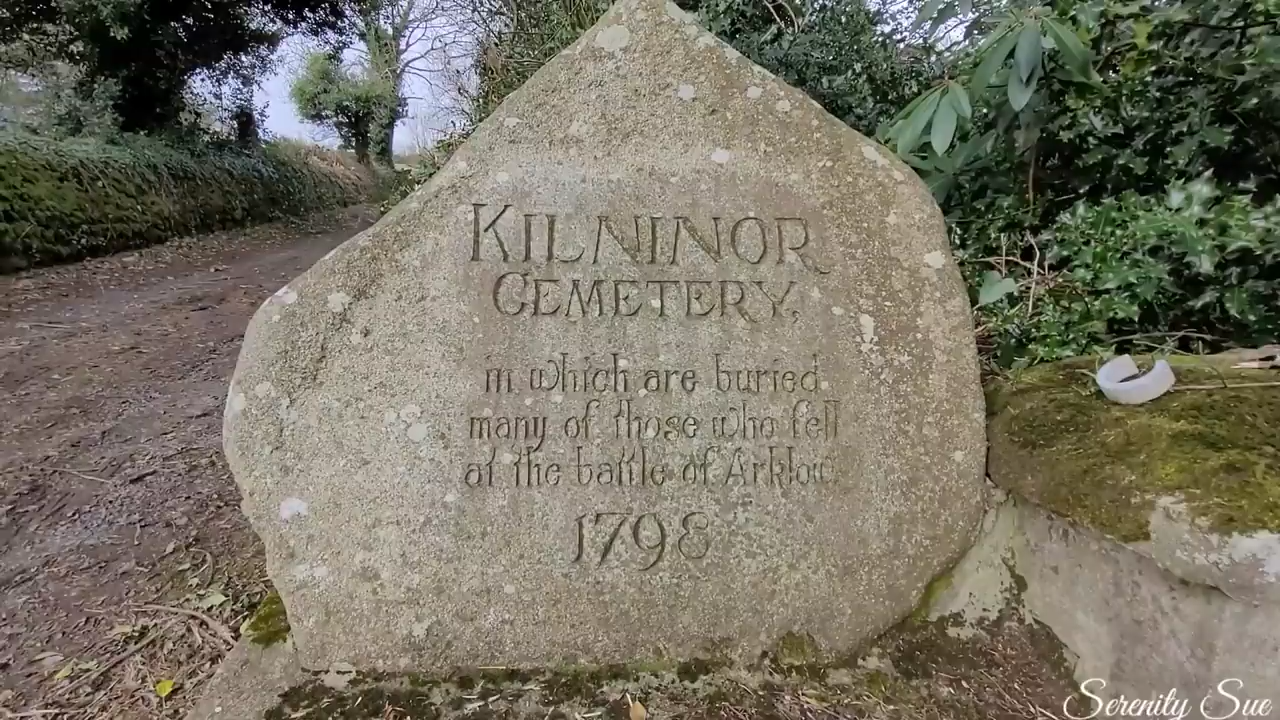 KILNINOR
CEMETERY,
in which are buried
many of those who fell
at the battle of Arklow
1798
Serenity Sue